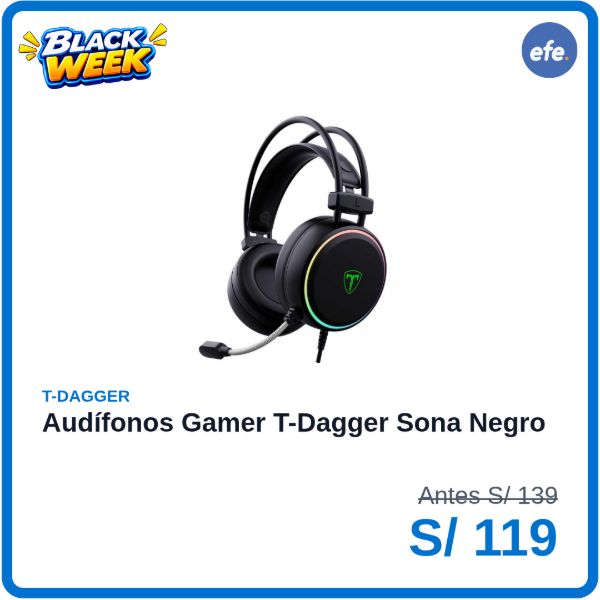 BLACK
WEEK
efe.
L
T-DAGGER
Audífonos Gamer T-Dagger Sona Negro
Antes S/ 139
S/ 119